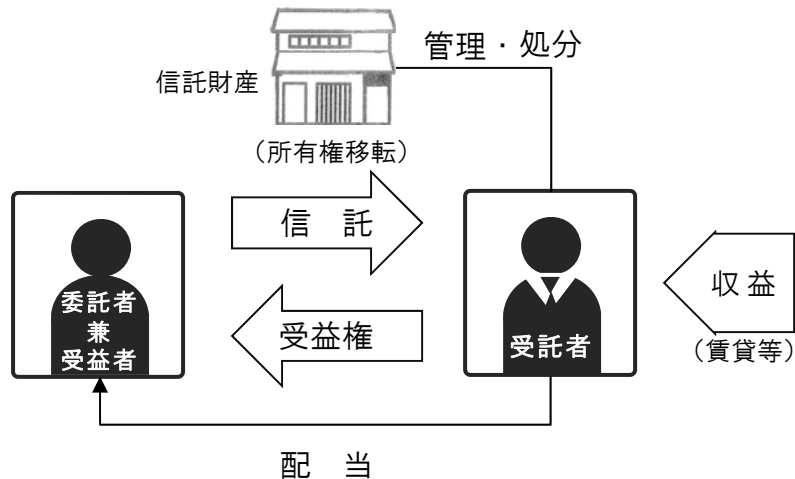 管理・処分
信託財産
（所有権移転）
信　託
委託者
兼
受益者
受益権
受託者
収 益
（賃貸等）
配　当